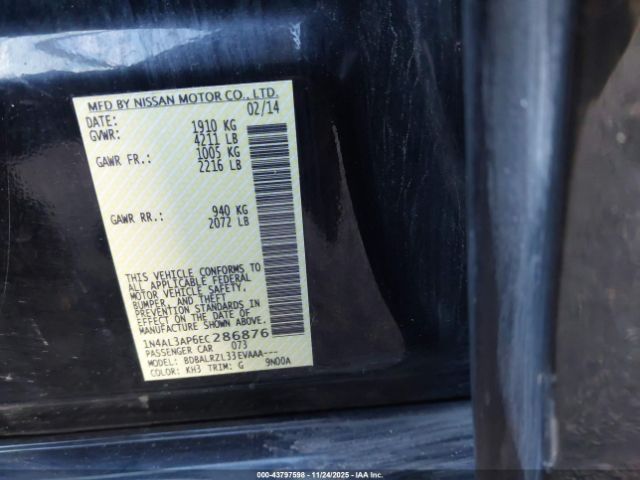 MFD BY NISSAN MOTOR CO., LTD.
DATE: 02/14
GVWR: 1910 KG
4211 LB
GAWR FR.: 1005 KG
2216 LB
GAWR RR.: 940 KG
2072 LB
THIS VEHICLE CONFORMS TO
ALL APPLICABLE FEDERAL
MOTOR VEHICLE SAFETY,
BUMPER, AND THEFT
PREVENTION STANDARDS IN
EFFECT ON THE DATE OF
MANUFACTURE SHOWN ABOVE.
1N4AL3AP6EC286876
PASSENGER CAR 073
MODEL: BDBALRZL33EVAAA---
COLOR: KH3 TRIM: G 9N00A
000-43797598 - 11/24/2025 - © IAA Inc.